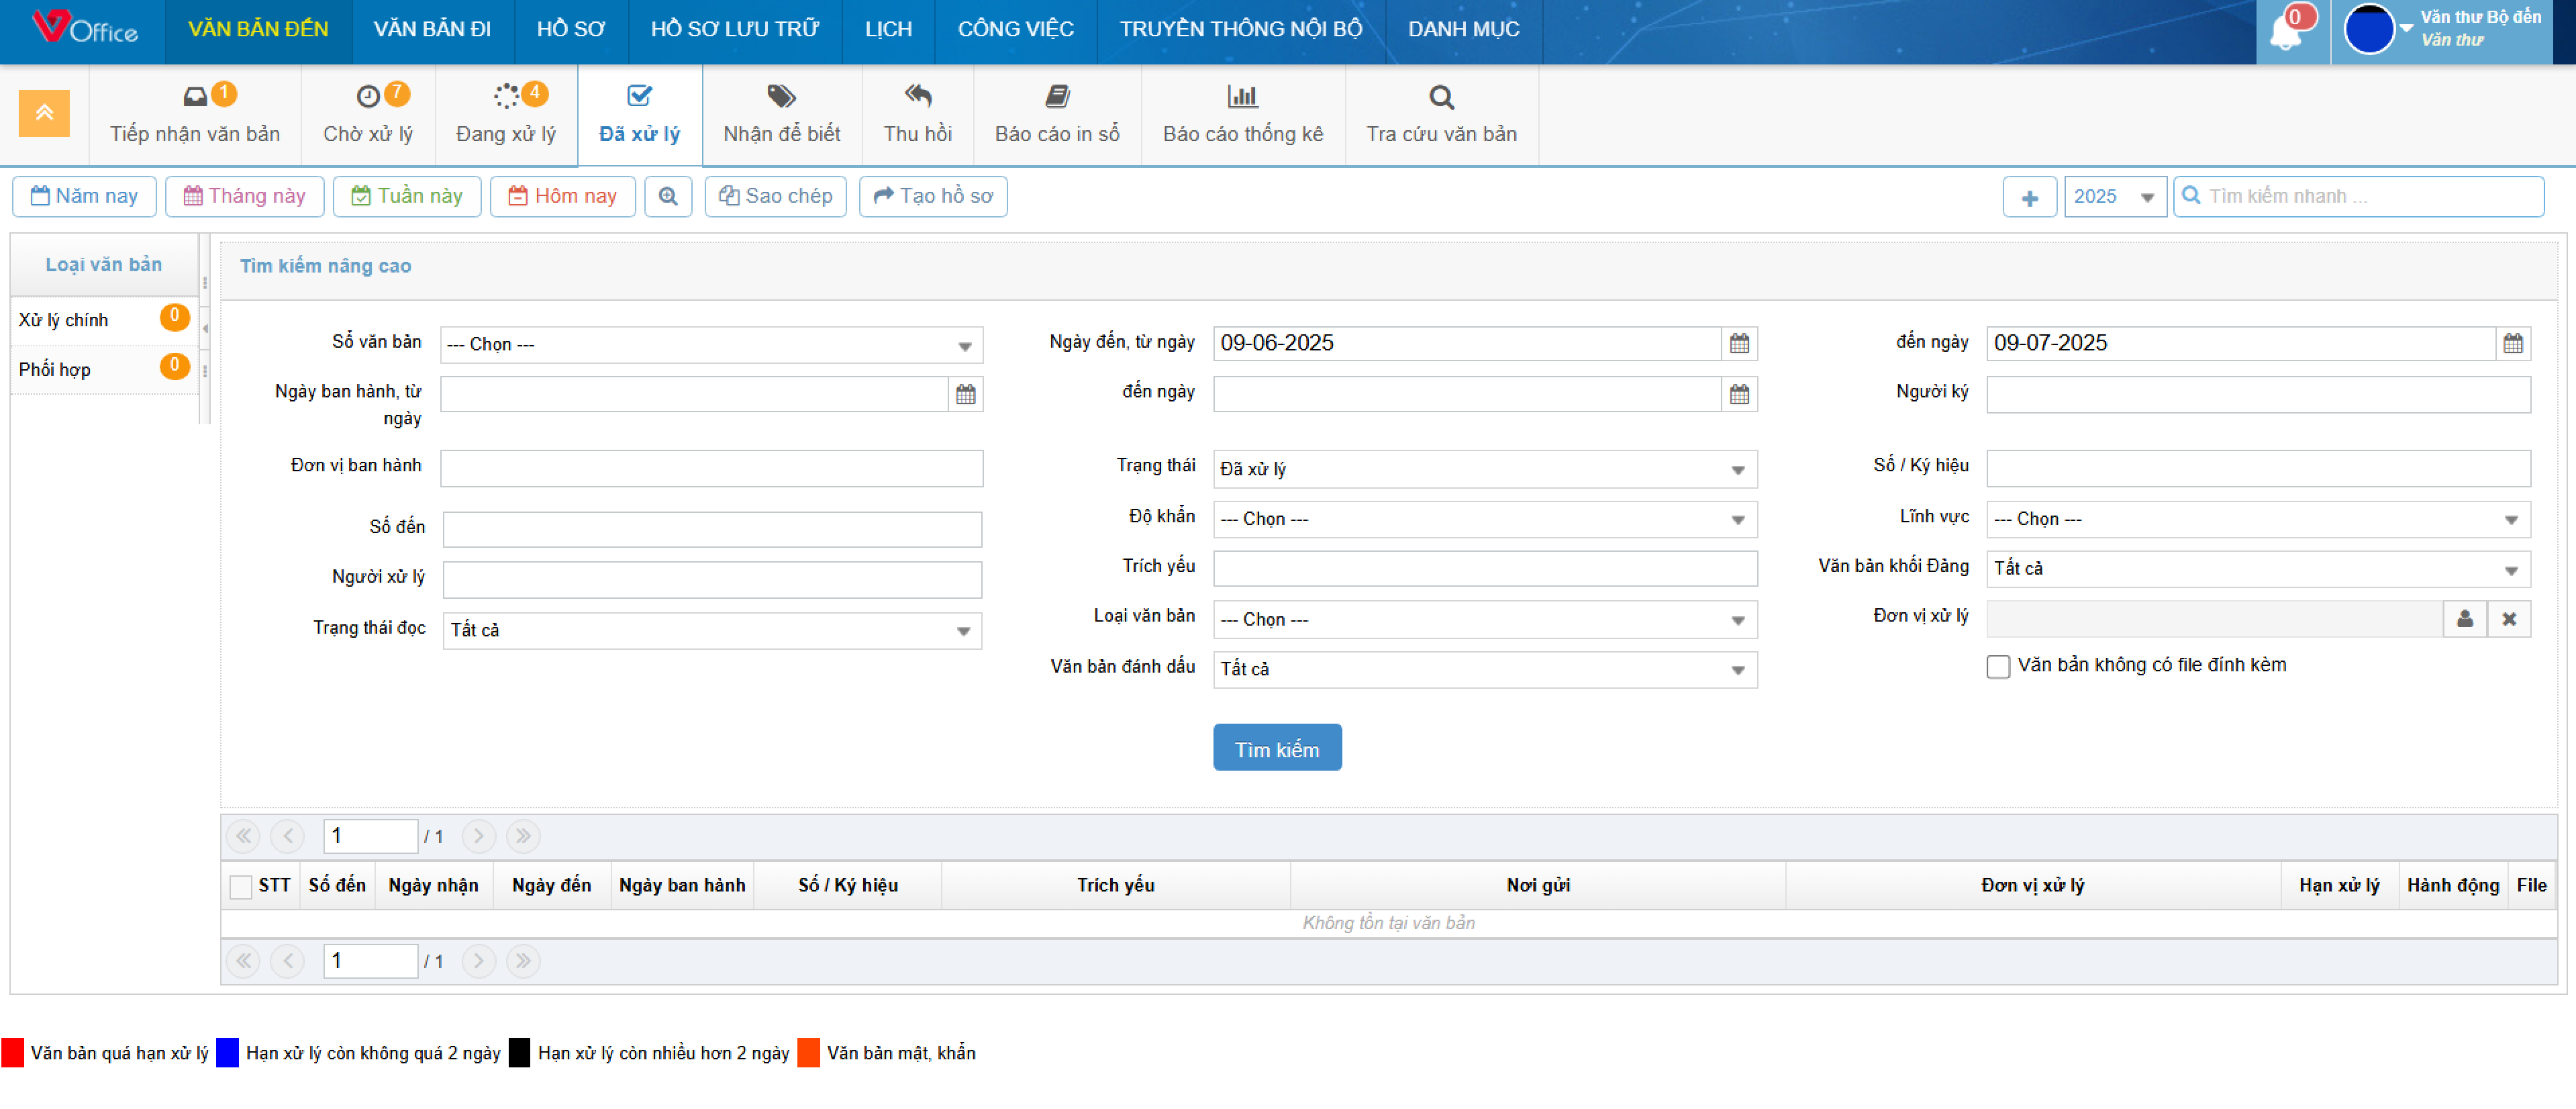 VOffice
VĂN BẢN ĐẾN
VĂN BẢN ĐI
HỒ SƠ
HỒ SƠ LƯU TRỮ
LỊCH
CÔNG VIỆC
TRUYỀN THÔNG NỘI BỘ
DANH MỤC
0
Văn thư Bộ đến
Văn thư
1
Tiếp nhận văn bản
7
Chờ xử lý
4
Đang xử lý
Đã xử lý
Nhận để biết
Thu hồi
Báo cáo in sổ
Báo cáo thống kê
Tra cứu văn bản
Năm nay
Tháng này
Tuần này
Hôm nay
Sao chép
Tạo hồ sơ
2025
Tìm kiếm nhanh ...
Loại văn bản
Xử lý chính 0
Phối hợp 0
Tìm kiếm nâng cao
Sổ văn bản --- Chọn ---
Ngày đến, từ ngày 09-06-2025
đến ngày 09-07-2025
Ngày ban hành, từ
ngày
đến ngày
Người ký
Đơn vị ban hành
Trạng thái Đã xử lý
Số / Ký hiệu
Số đến
Độ khẩn --- Chọn ---
Lĩnh vực --- Chọn ---
Người xử lý
Trích yếu
Văn bản khối Đảng Tất cả
Trạng thái đọc Tất cả
Loại văn bản --- Chọn ---
Đơn vị xử lý
Văn bản đánh dấu Tất cả
Văn bản không có file đính kèm
Tìm kiếm
1 / 1
STT Số đến Ngày nhận Ngày đến Ngày ban hành Số / Ký hiệu Trích yếu Nơi gửi Đơn vị xử lý Hạn xử lý Hành động File
Không tồn tại văn bản
1 / 1
Văn bản quá hạn xử lý Hạn xử lý còn không quá 2 ngày Hạn xử lý còn nhiều hơn 2 ngày Văn bản mật, khẩn